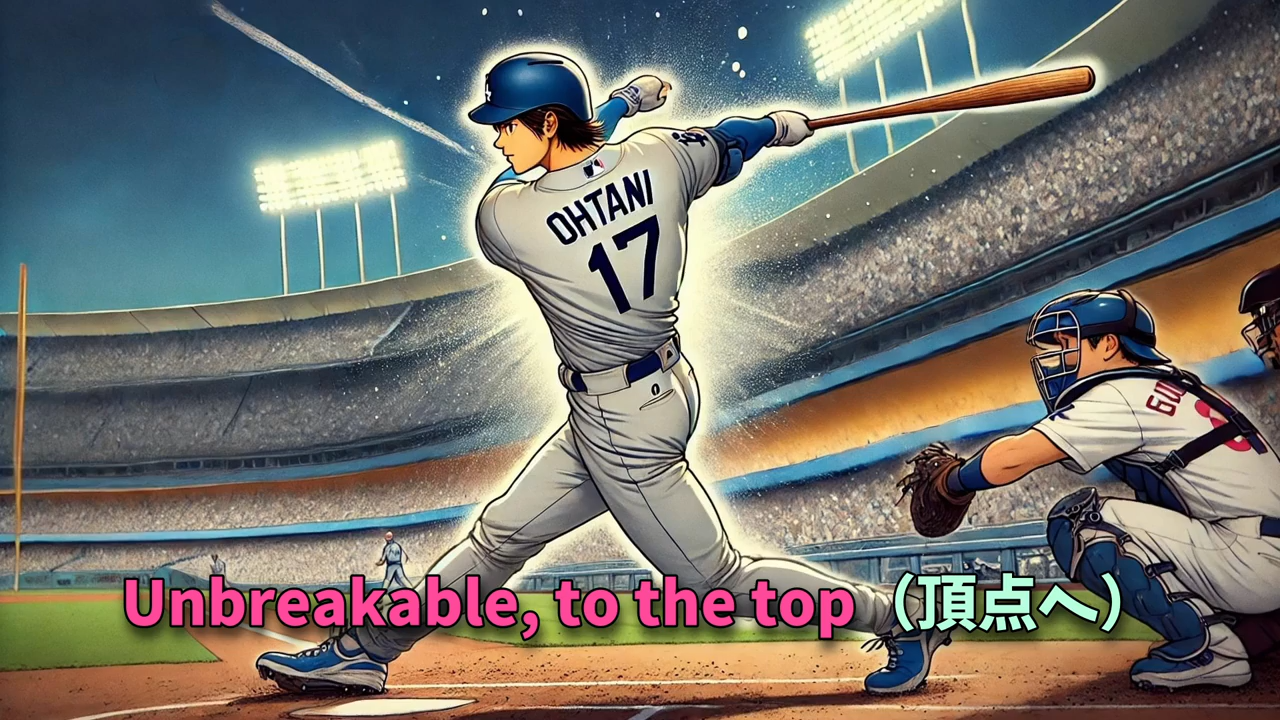 OHTANI
17
Unbreakable, to the top（頂点へ）